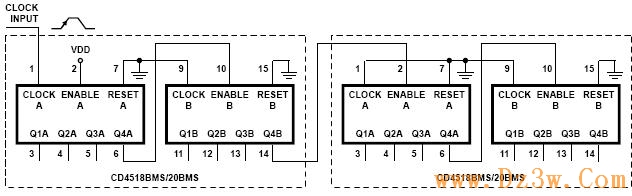 CLOCK
INPUT
VDD
1 2 7 9 10 15 1 2 7 9 10 15
CLOCK ENABLE RESET CLOCK ENABLE RESET CLOCK ENABLE RESET CLOCK ENABLE RESET
A A A B B B A A A B B B
Q1A Q2A Q3A Q4A Q1B Q2B Q3B Q4B Q1A Q2A Q3A Q4A Q1B Q2B Q3B Q4B
3 4 5 6 11 12 13 14 3 4 5 6 11 12 13 14
CD4518BMS/20BMS CD4518BMS/20BMS
www.Dz3w.Com